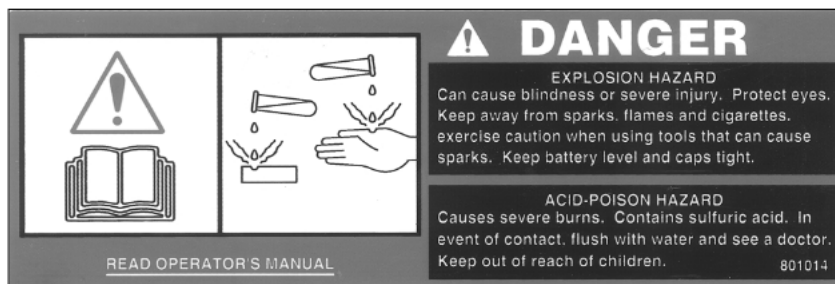 DANGER
EXPLOSION HAZARD
Can cause blindness or severe injury. Protect eyes.
Keep away from sparks, flames and cigarettes.
exercise caution when using tools that can cause
sparks. Keep battery level and caps tight.
ACID-POISON HAZARD
Causes severe burns. Contains sulfuric acid. In
event of contact, flush with water and see a doctor.
Keep out of reach of children.
801014
READ OPERATOR'S MANUAL